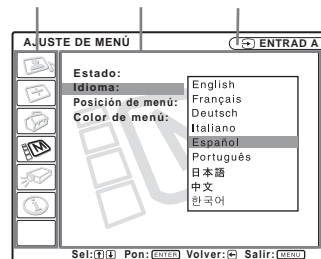 AJUSTE DE MENÚ
ENTRAD A
Estado:
Idioma:
Posición de menú:
Color de menú:
English
Français
Deutsch
Italiano
Español
Português
日本語
中文
한국어
Sel: Pon: ENTER Volver: Salir: MENU